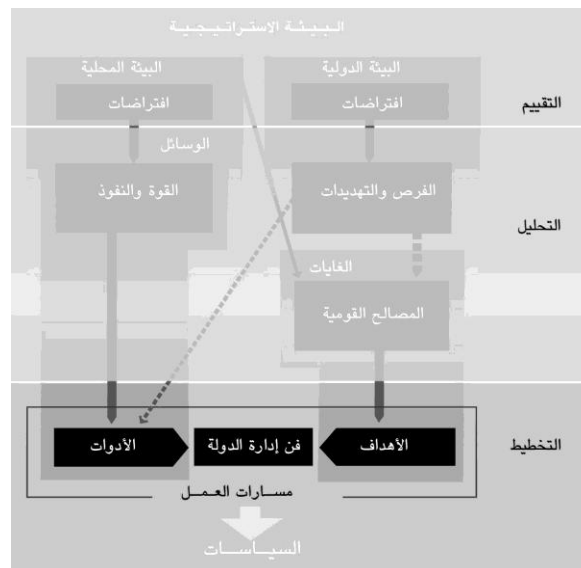 البيئة الاستراتيجية
البيئة الدولية
البيئة المحلية
التقييم
افتراضات
افتراضات
الوسائل
الفرص والتهديدات
القوة والنفوذ
التحليل
الغايات
المصالح القومية
التخطيط
الأهداف
فن إدارة الدولة
الأدوات
مسارات العمل
السياسات